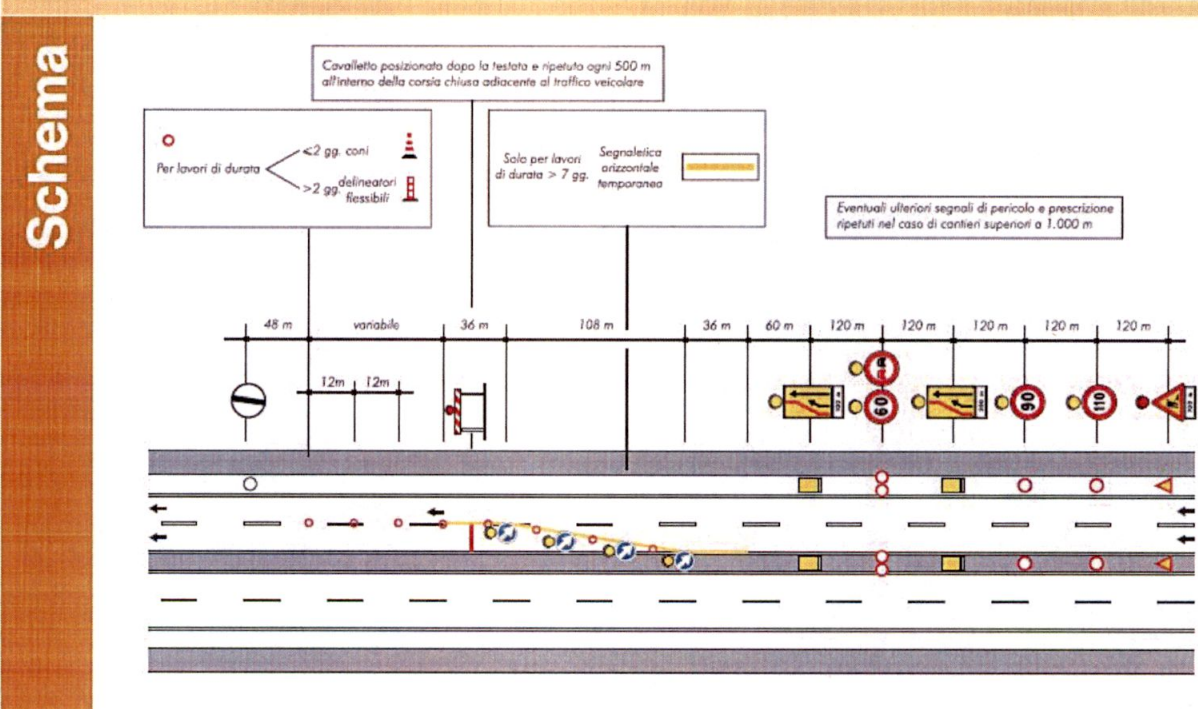 Schema
Cavalletto posizionato dopo la testata e ripetuto ogni 500 m
all'interno della corsia chiusa adiacente al traffico veicolare
Per lavori di durata
≤2 gg. coni
>2 gg. delineatori
flessibili
Solo per lavori
di durata > 7 gg.
Segnaletica
orizzontale
temporanea
Eventuali ulteriori segnali di pericolo e prescrizione
ripetuti nel caso di cantieri superiori a 1.000 m
48 m variabile 36 m 108 m 36 m 60 m 120 m 120 m 120 m 120 m 120 m
12m 12m
60 90 110